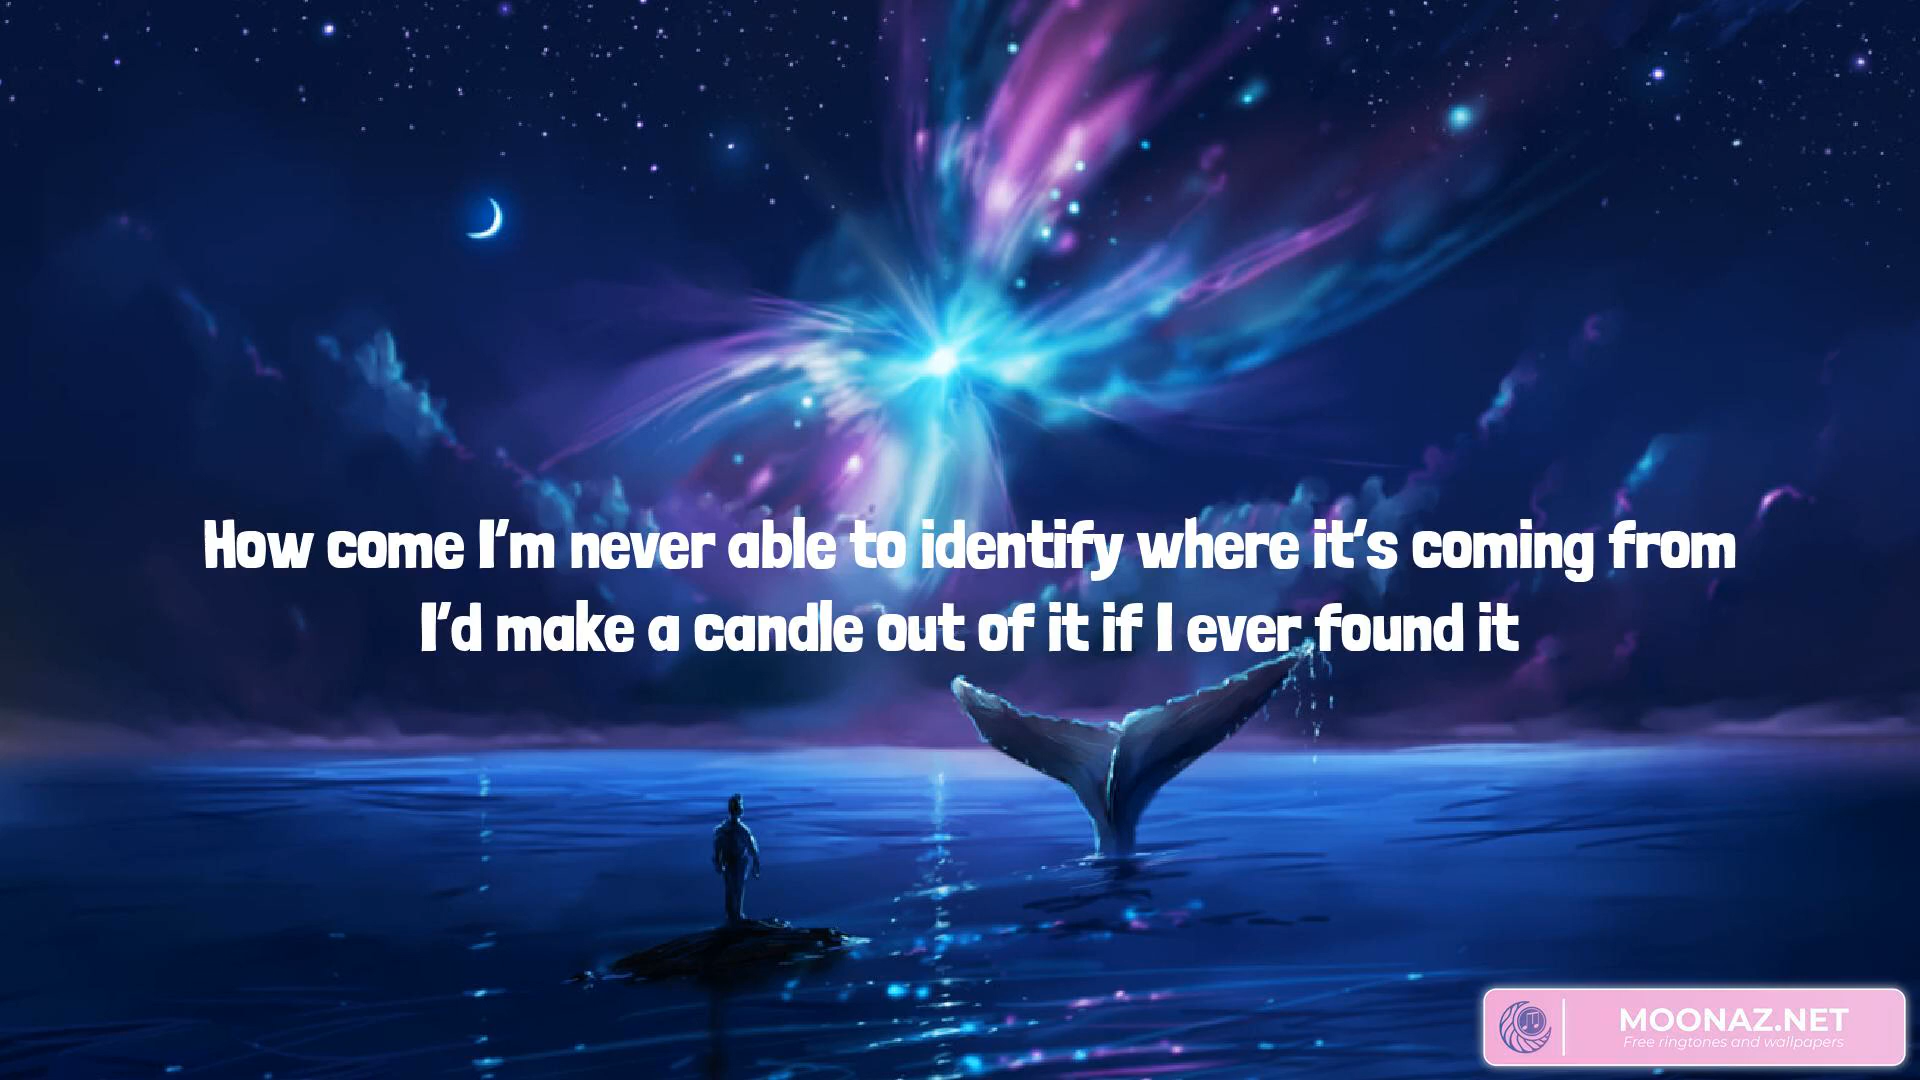 How come I'm never able to identify where it's coming from
I'd make a candle out of it if I ever found it
MOONAZ.NET
Free ringtones and wallpapers